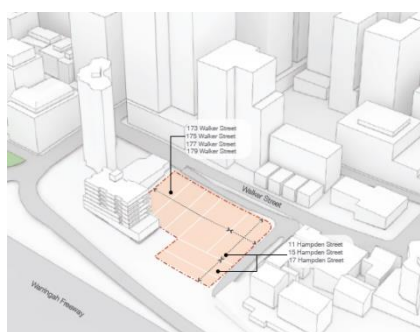 173 Walker Street
175 Walker Street
177 Walker Street
179 Walker Street
Walker Street
11 Hampden Street
15 Hampden Street
17 Hampden Street
Warringah Freeway